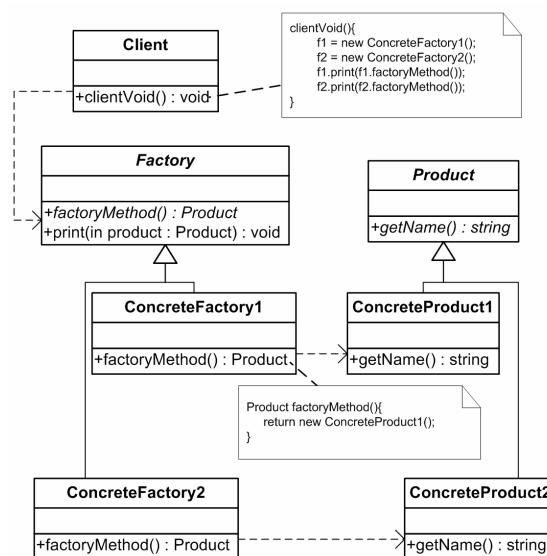 Client
+clientVoid() : void
clientVoid(){
f1 = new ConcreteFactory1();
f2 = new ConcreteFactory2();
f1.print(f1.factoryMethod());
f2.print(f2.factoryMethod());
}
Factory
+factoryMethod() : Product
+print(in product : Product) : void
Product
+getName() : string
ConcreteFactory1
+factoryMethod() : Product
ConcreteProduct1
+getName() : string
Product factoryMethod(){
return new ConcreteProduct1();
}
ConcreteFactory2
+factoryMethod() : Product
ConcreteProduct2
+getName() : string